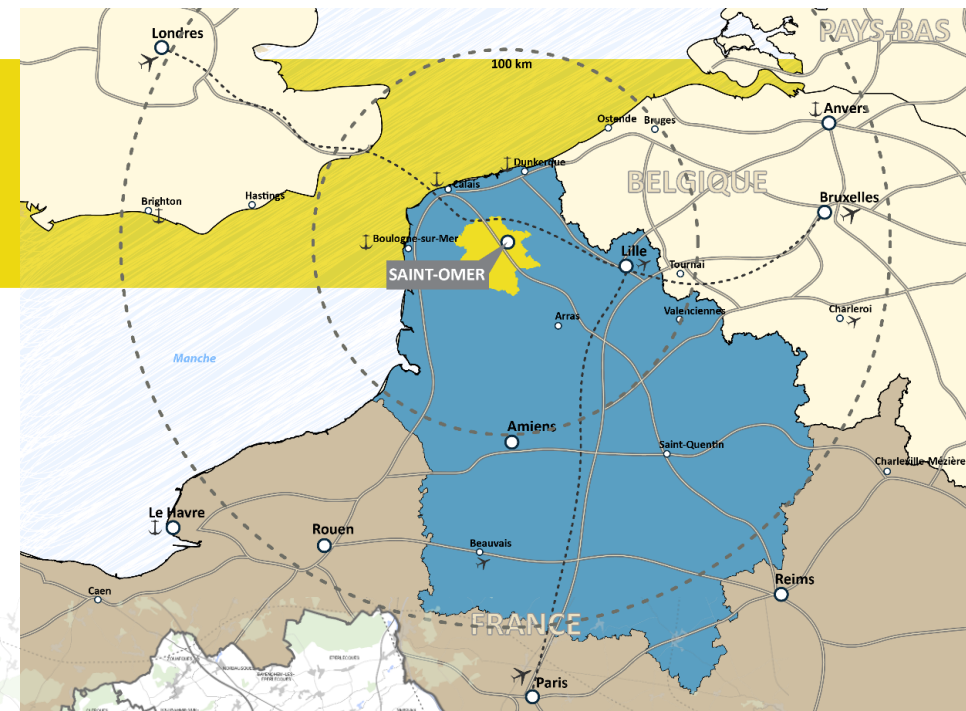 PAYS-BAS
Londres
100 km
Anvers
Ostende
Bruges
Dunkerque
BELGIQUE
Calais
Bruxelles
Brighton
Hastings
Boulogne-sur-Mer
Lille
SAINT-OMER
Tournai
Arras
Valenciennes
Charleroi
Manche
Amiens
Saint-Quentin
Charleville-Mézière
Le Havre
Rouen
Beauvais
Caen
Reims
FRANCE
Paris